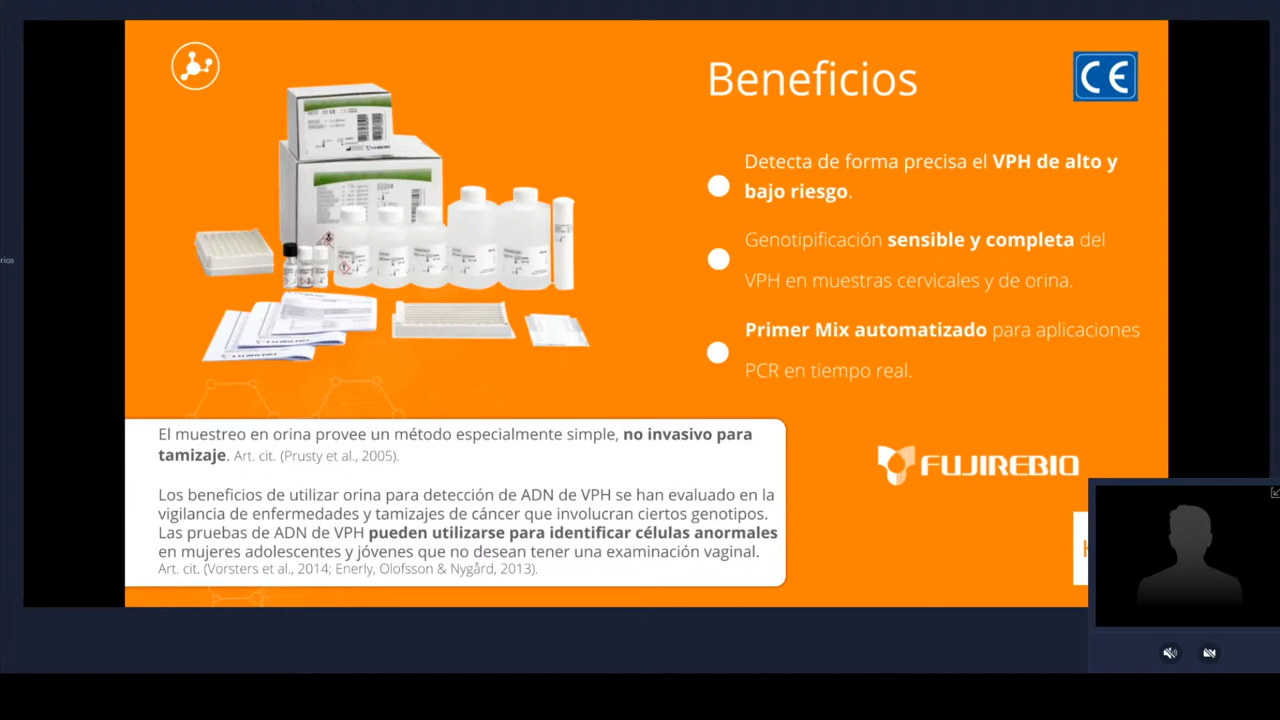 Beneficios
CE
Detecta de forma precisa el VPH de alto y
bajo riesgo.
Genotipificación sensible y completa del
VPH en muestras cervicales y de orina.
Primer Mix automatizado para aplicaciones
PCR en tiempo real.
FUJIREBIO
El muestreo en orina provee un método especialmente simple, no invasivo para
tamizaje. Art. cit. (Prusty et al., 2005).
Los beneficios de utilizar orina para detección de ADN de VPH se han evaluado en la
vigilancia de enfermedades y tamizajes de cáncer que involucran ciertos genotipos.
Las pruebas de ADN de VPH pueden utilizarse para identificar células anormales
en mujeres adolescentes y jóvenes que no desean tener una examinación vaginal.
Art. cit. (Vorsters et al., 2014; Enerly, Olofsson & Nygård, 2013).
FUJIREBIO